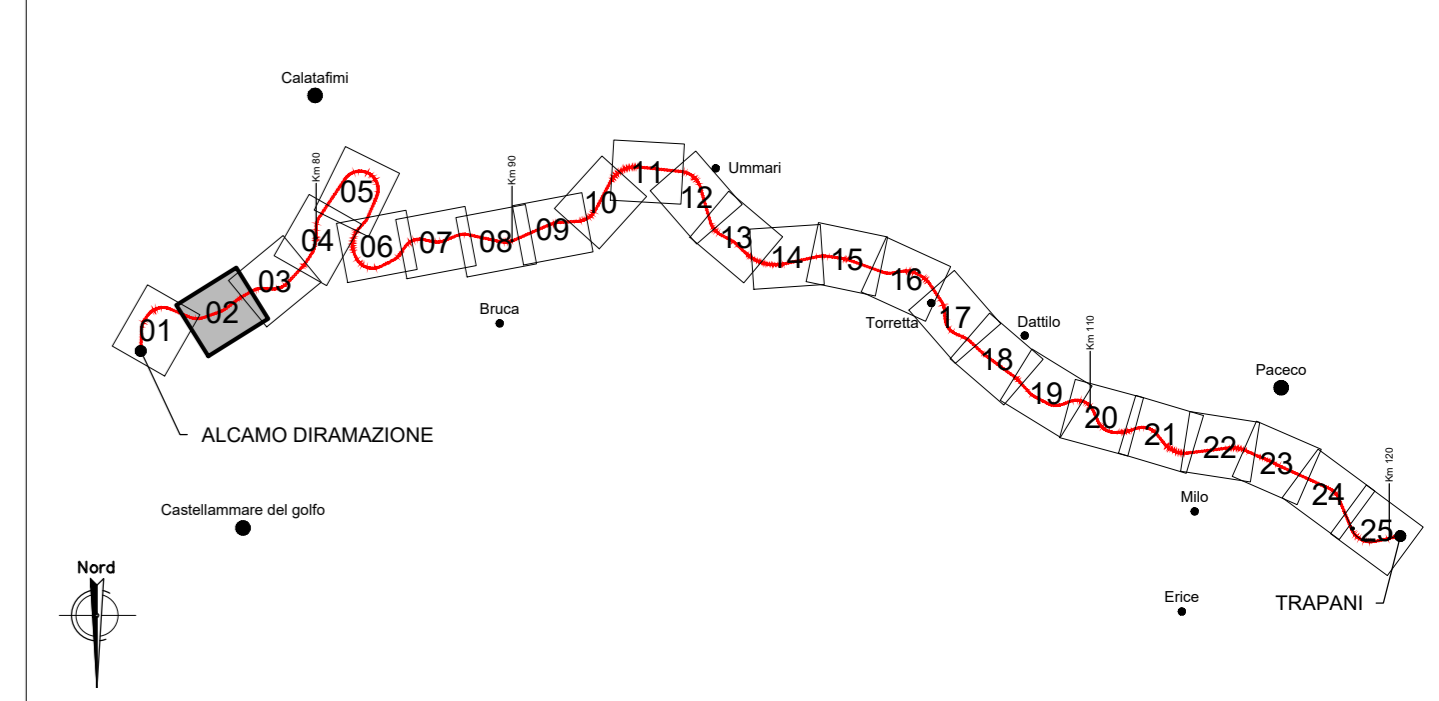 Calatafimi
Km 80
Km 90
05
11
Ummari
12
10
04
06
07
08
09
13
14
15
16
03
02
01
Bruca
Torretta
17
Dattilo
Km 110
18
19
Paceco
20
21
22
23
24
25
Km 120
ALCAMO DIRAMAZIONE
Castellammare del golfo
Milo
Nord
Erice
TRAPANI